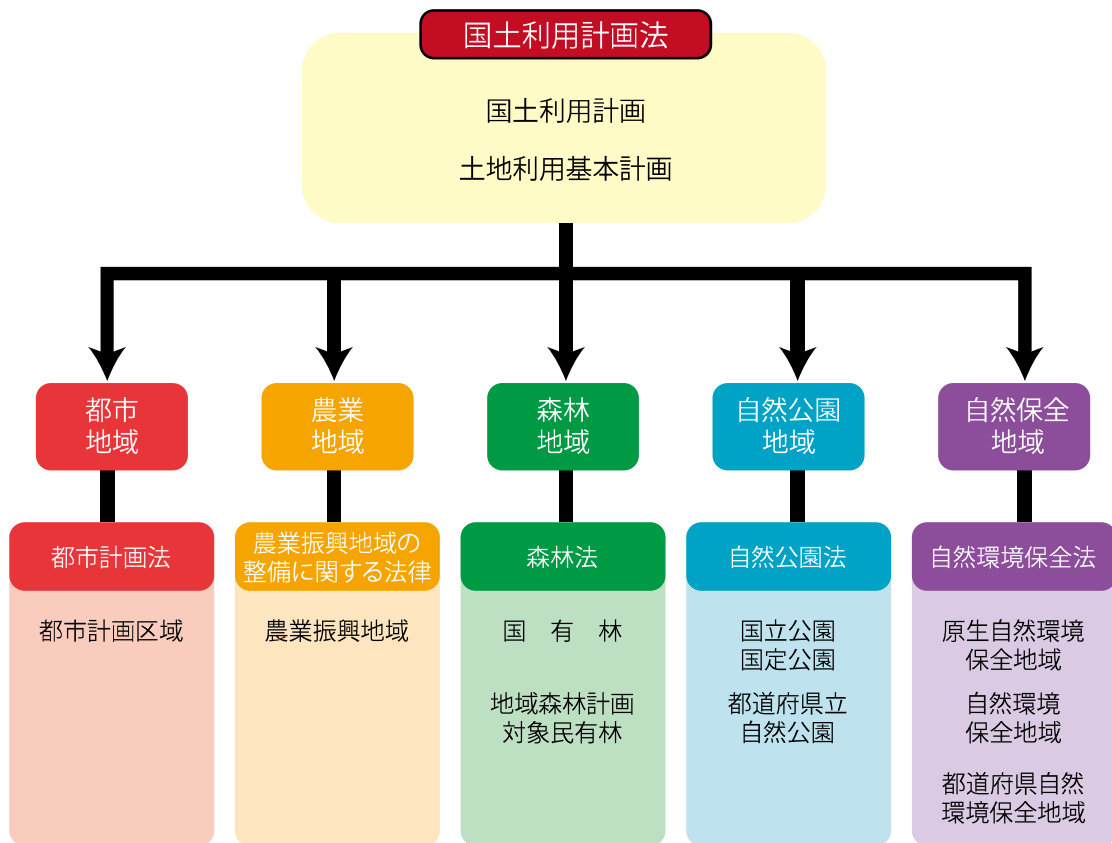 国土利用計画法
国土利用計画
土地利用基本計画
都市
地域
農業
地域
森林
地域
自然公園
地域
自然保全
地域
都市計画法
都市計画区域
農業振興地域の
整備に関する法律
農業振興地域
森林法
国　有　林
地域森林計画
対象民有林
自然公園法
国立公園
国定公園
都道府県立
自然公園
自然環境保全法
原生自然環境
保全地域
自然環境
保全地域
都道府県自然
環境保全地域